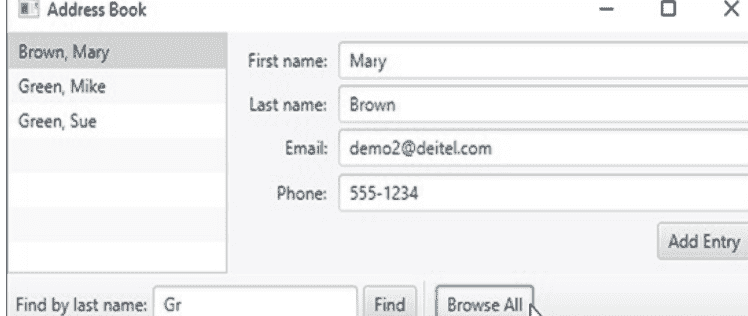 Address Book
Brown, Mary
Green, Mike
Green, Sue
First name: Mary
Last name: Brown
Email: demo2@deitel.com
Phone: 555-1234
Add Entry
Find by last name: Gr Find Browse All